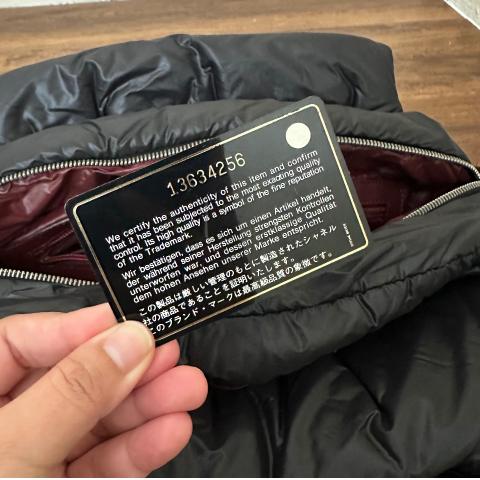 13634256
We certify the authenticity of this item and confirm
that it has been subjected to the most exacting quality
control. Its high quality is a symbol of the fine reputation
of the Trademark.
Wir bestätigen, dass es sich um einen Artikel handelt,
der während seiner Herstellung strengsten Kontrollen
unterworfen war, und dessen erstklassige Qualität
dem hohen Ansehen unserer Marke entspricht.
この製品は厳しい管理のもとに製造されたシャネル
社の商品であることを証明いたします。
このブランド・マークは最高級品質の象徴です。